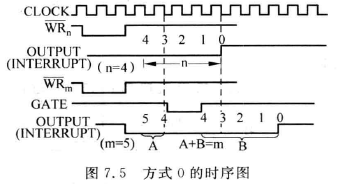 CLOCK
WRn
4 3 2 1 0
OUTPUT
(INTERRUPT) (n=4) n
WRm
GATE
5 4 4 3 2 1 0
OUTPUT
(INTERRUPT) (m=5) A A+B=m B
图 7.5 方式 0 的时序图